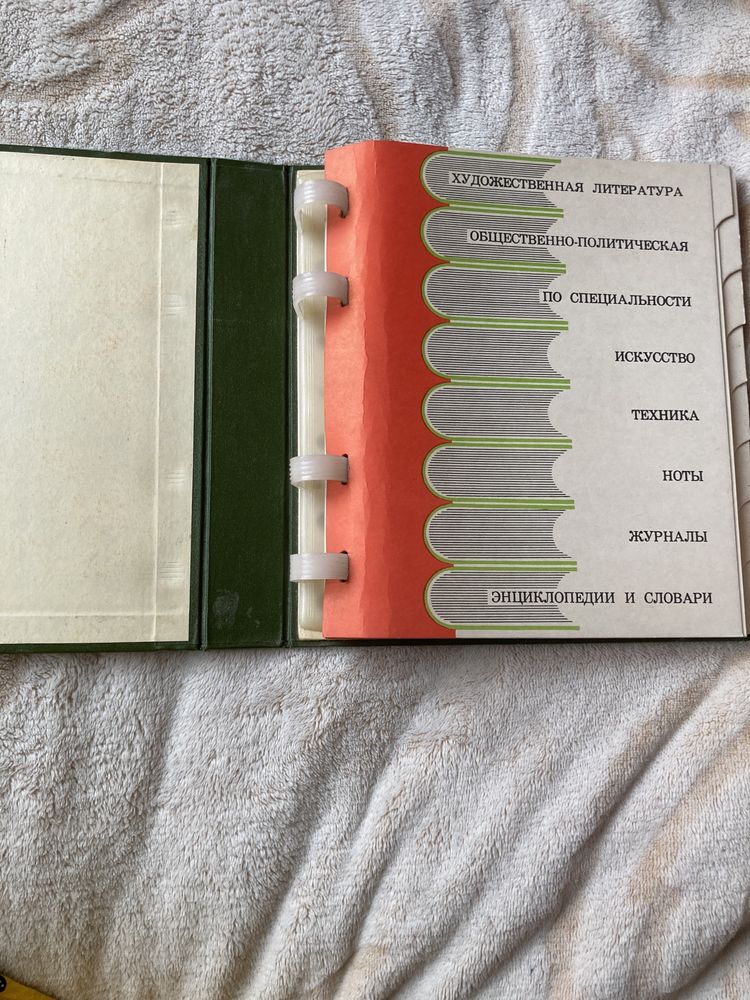 ХУДОЖЕСТВЕННАЯ ЛИТЕРАТУРА
ОБЩЕСТВЕННО-ПОЛИТИЧЕСКАЯ
ПО СПЕЦИАЛЬНОСТИ
ИСКУССТВО
ТЕХНИКА
НОТЫ
ЖУРНАЛЫ
ЭНЦИКЛОПЕДИИ И СЛОВАРИ